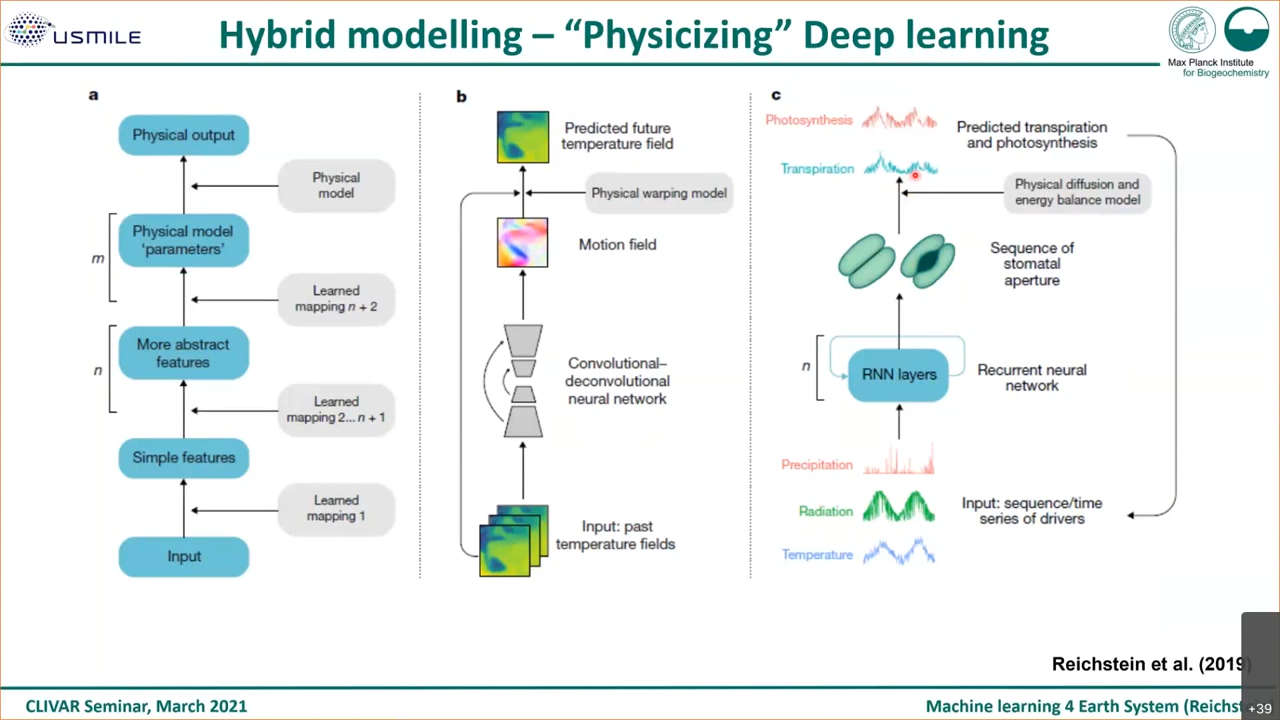 USMILE
Hybrid modelling – “Physicizing” Deep learning
Max Planck Institute
for Biogeochemistry
a
Physical output
Physical
model
Physical model
‘parameters’
m
Learned
mapping n + 2
More abstract
features
n
Learned
mapping 2... n + 1
Simple features
Learned
mapping 1
Input
b
Predicted future
temperature field
Physical warping model
Motion field
Convolutional–
deconvolutional
neural network
Input: past
temperature fields
c
Photosynthesis
Transpiration
Predicted transpiration
and photosynthesis
Physical diffusion and
energy balance model
Sequence of
stomatal
aperture
n
RNN layers
Recurrent neural
network
Precipitation
Radiation
Temperature
Input: sequence/time
series of drivers
Reichstein et al. (2019)
CLIVAR Seminar, March 2021
Machine learning 4 Earth System
+39